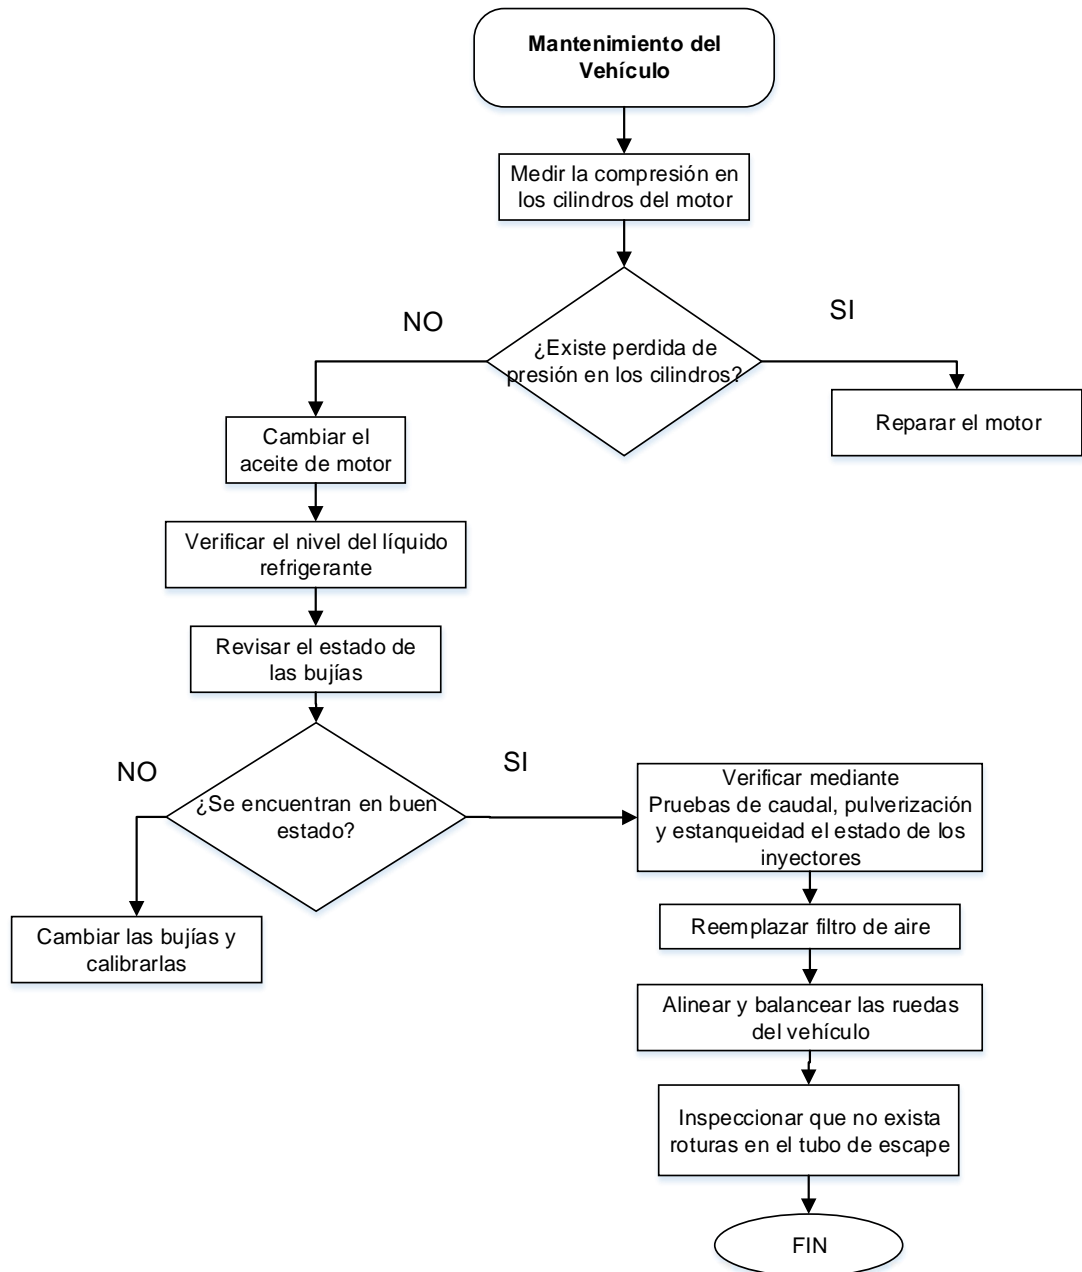 Mantenimiento del
Vehículo
Medir la compresión en
los cilindros del motor
NO
SI
¿Existe perdida de
presión en los cilindros?
Reparar el motor
Cambiar el
aceite de motor
Verificar el nivel del líquido
refrigerante
Revisar el estado de
las bujías
NO
SI
¿Se encuentran en buen
estado?
Verificar mediante
Pruebas de caudal, pulverización
y estanqueidad el estado de los
inyectores
Cambiar las bujías y
calibrarlas
Reemplazar filtro de aire
Alinear y balancear las ruedas
del vehículo
Inspeccionar que no exista
roturas en el tubo de escape
FIN